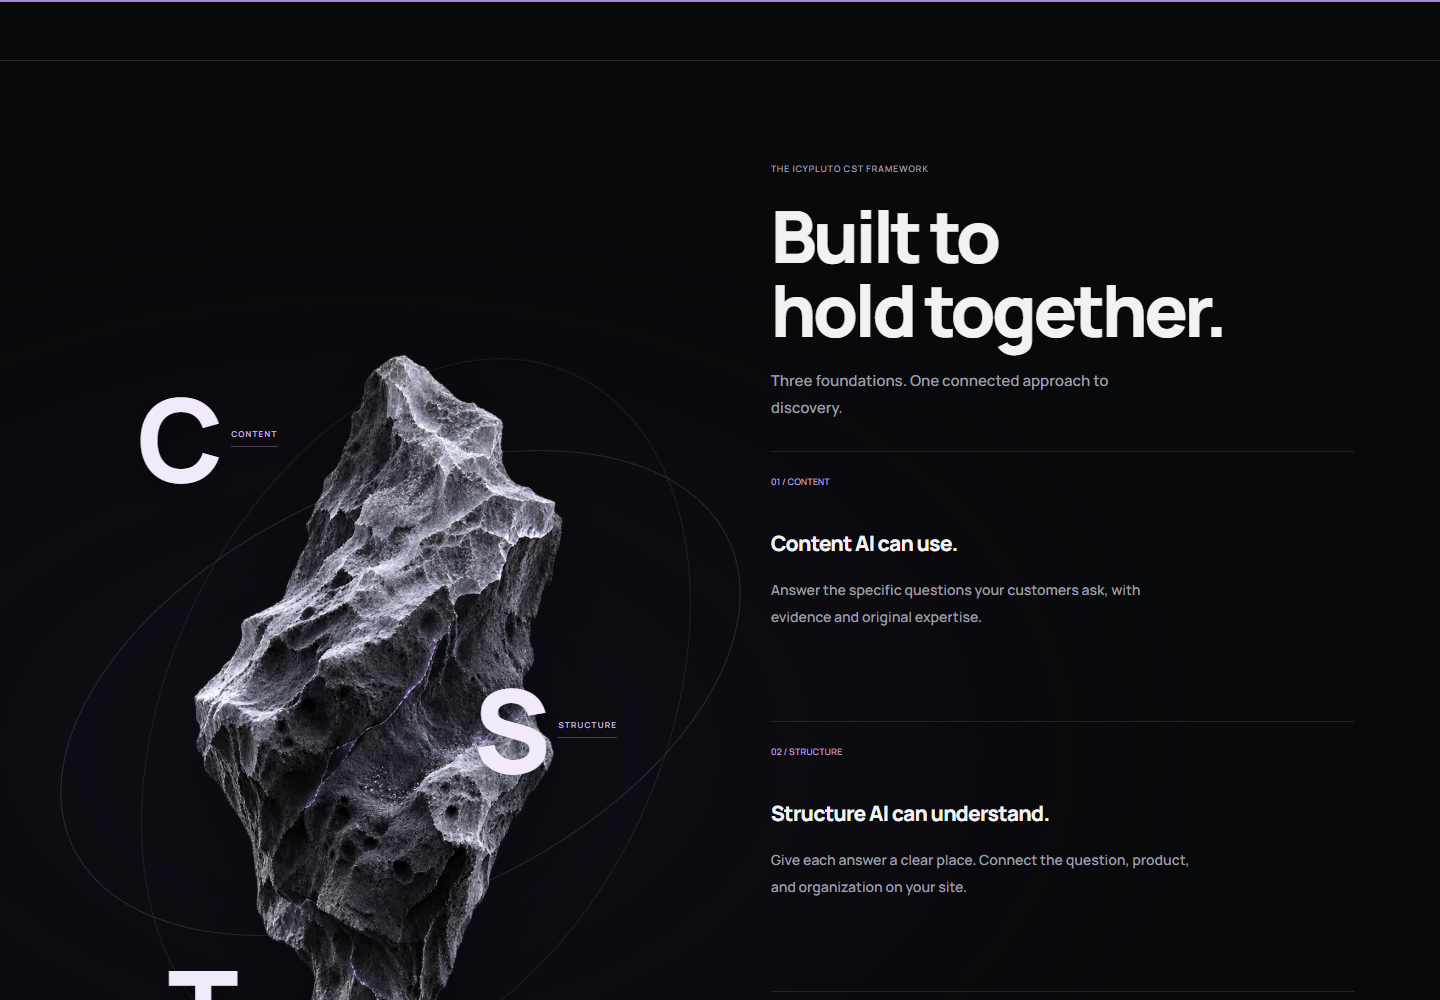 THE ICYPLUTO CST FRAMEWORK
Built to
hold together.
Three foundations. One connected approach to
discovery.
C
CONTENT
S
STRUCTURE
T
01 / CONTENT
Content AI can use.
Answer the specific questions your customers ask, with
evidence and original expertise.
02 / STRUCTURE
Structure AI can understand.
Give each answer a clear place. Connect the question, product,
and organization on your site.